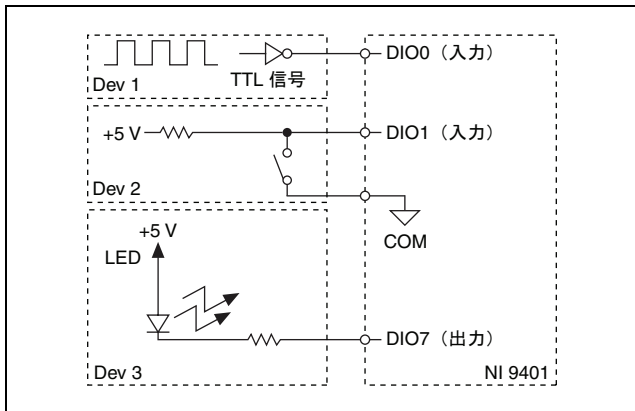 DIO0（入力）
TTL 信号
Dev 1
+5 V
DIO1（入力）
Dev 2
COM
+5 V
LED
DIO7（出力）
Dev 3
NI 9401